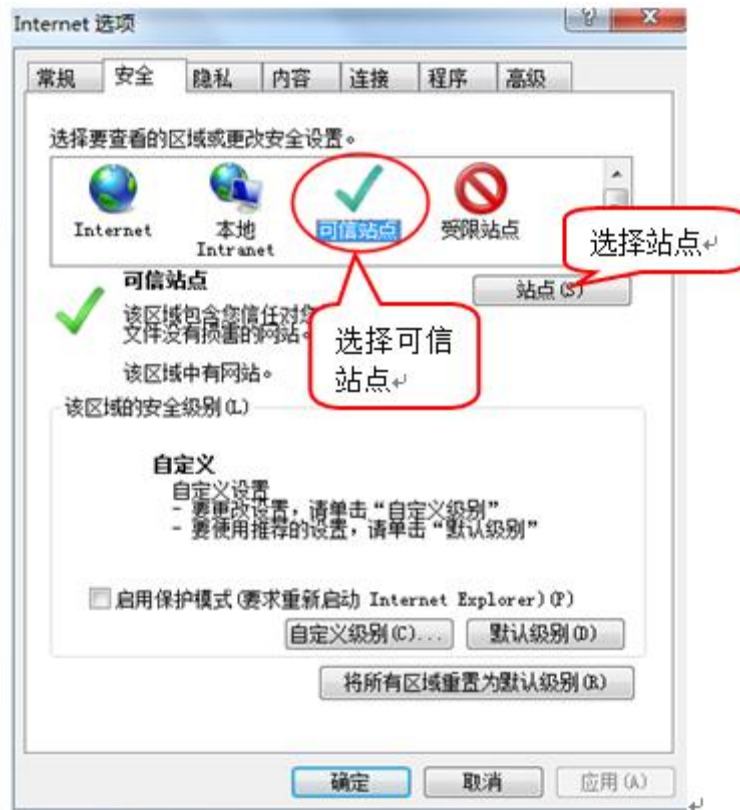 Internet 选项
常规 安全 隐私 内容 连接 程序 高级
选择要查看的区域或更改安全设置。
Internet
本地
Intranet
可信站点
受限站点
选择站点
可信站点
站点(S)
该区域包含您信任对您
文件没有损害的网站。
选择可信
站点
该区域中有网站。
该区域的安全级别(L)
自定义
自定义设置
- 要更改设置，请单击“自定义级别”
- 要使用推荐的设置，请单击“默认级别”
启用保护模式(要求重新启动 Internet Explorer)(P)
自定义级别(C)... 默认级别(D)
将所有区域重置为默认级别(R)
确定 取消 应用(A)